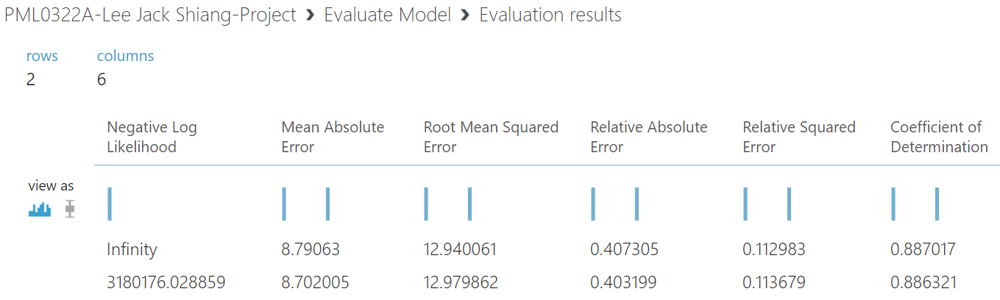 PML0322A-Lee Jack Shiang-Project ❯ Evaluate Model ❯ Evaluation results
rows columns
2 6
Negative Log Mean Absolute Root Mean Squared Relative Absolute Relative Squared Coefficient of
Likelihood Error Error Error Error Determination
view as
Infinity 8.79063 12.940061 0.407305 0.112983 0.887017
3180176.028859 8.702005 12.979862 0.403199 0.113679 0.886321